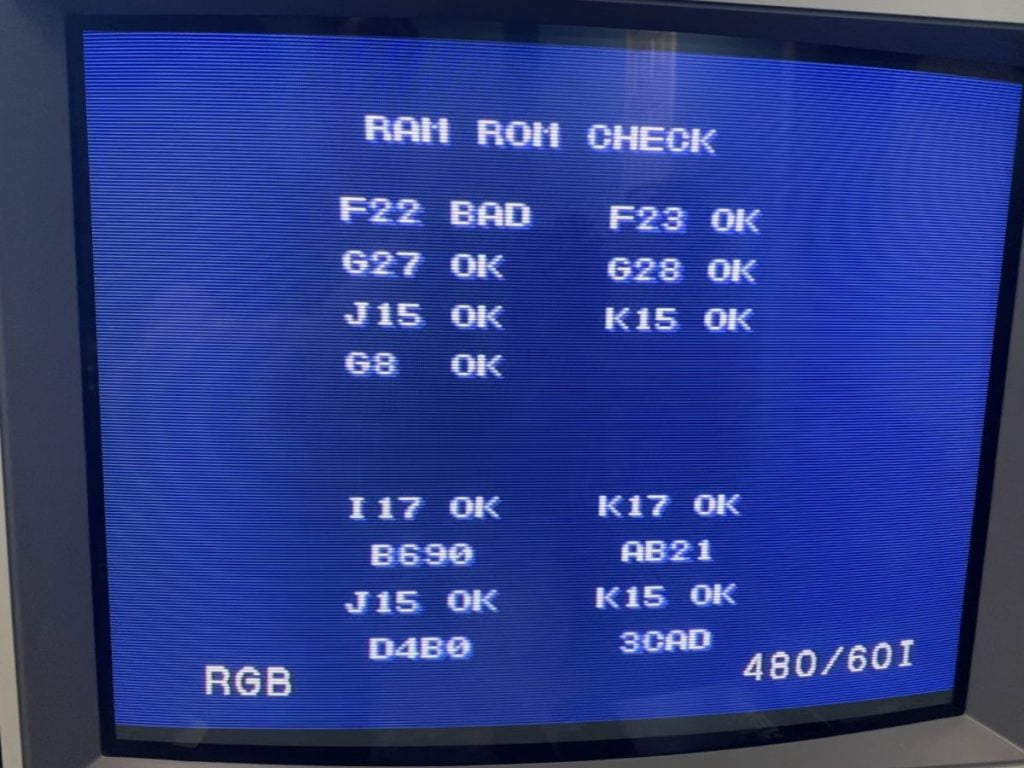 RAM ROM CHECK
F22 BAD F23 OK
G27 OK G28 OK
J15 OK K15 OK
G8 OK
I17 OK K17 OK
B690 AB21
J15 OK K15 OK
D4B0 3CAD
RGB 480/60I